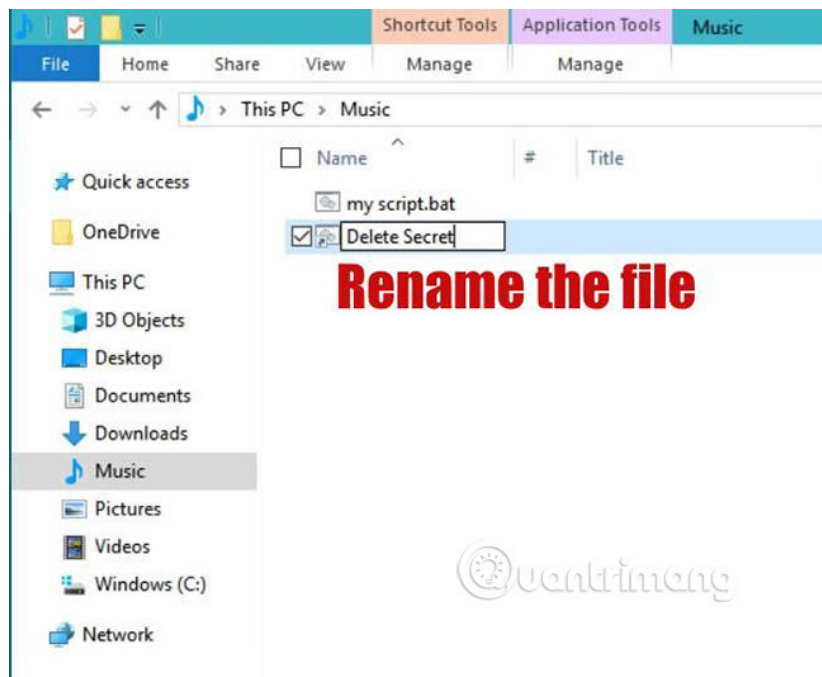 Shortcut Tools Application Tools Music
File Home Share View Manage Manage
This PC > Music
Name # Title
Quick access
my script.bat
OneDrive
Delete Secret
Rename the file
This PC
3D Objects
Desktop
Documents
Downloads
Music
Pictures
Videos
Windows (C:)
Network
Quantrimang